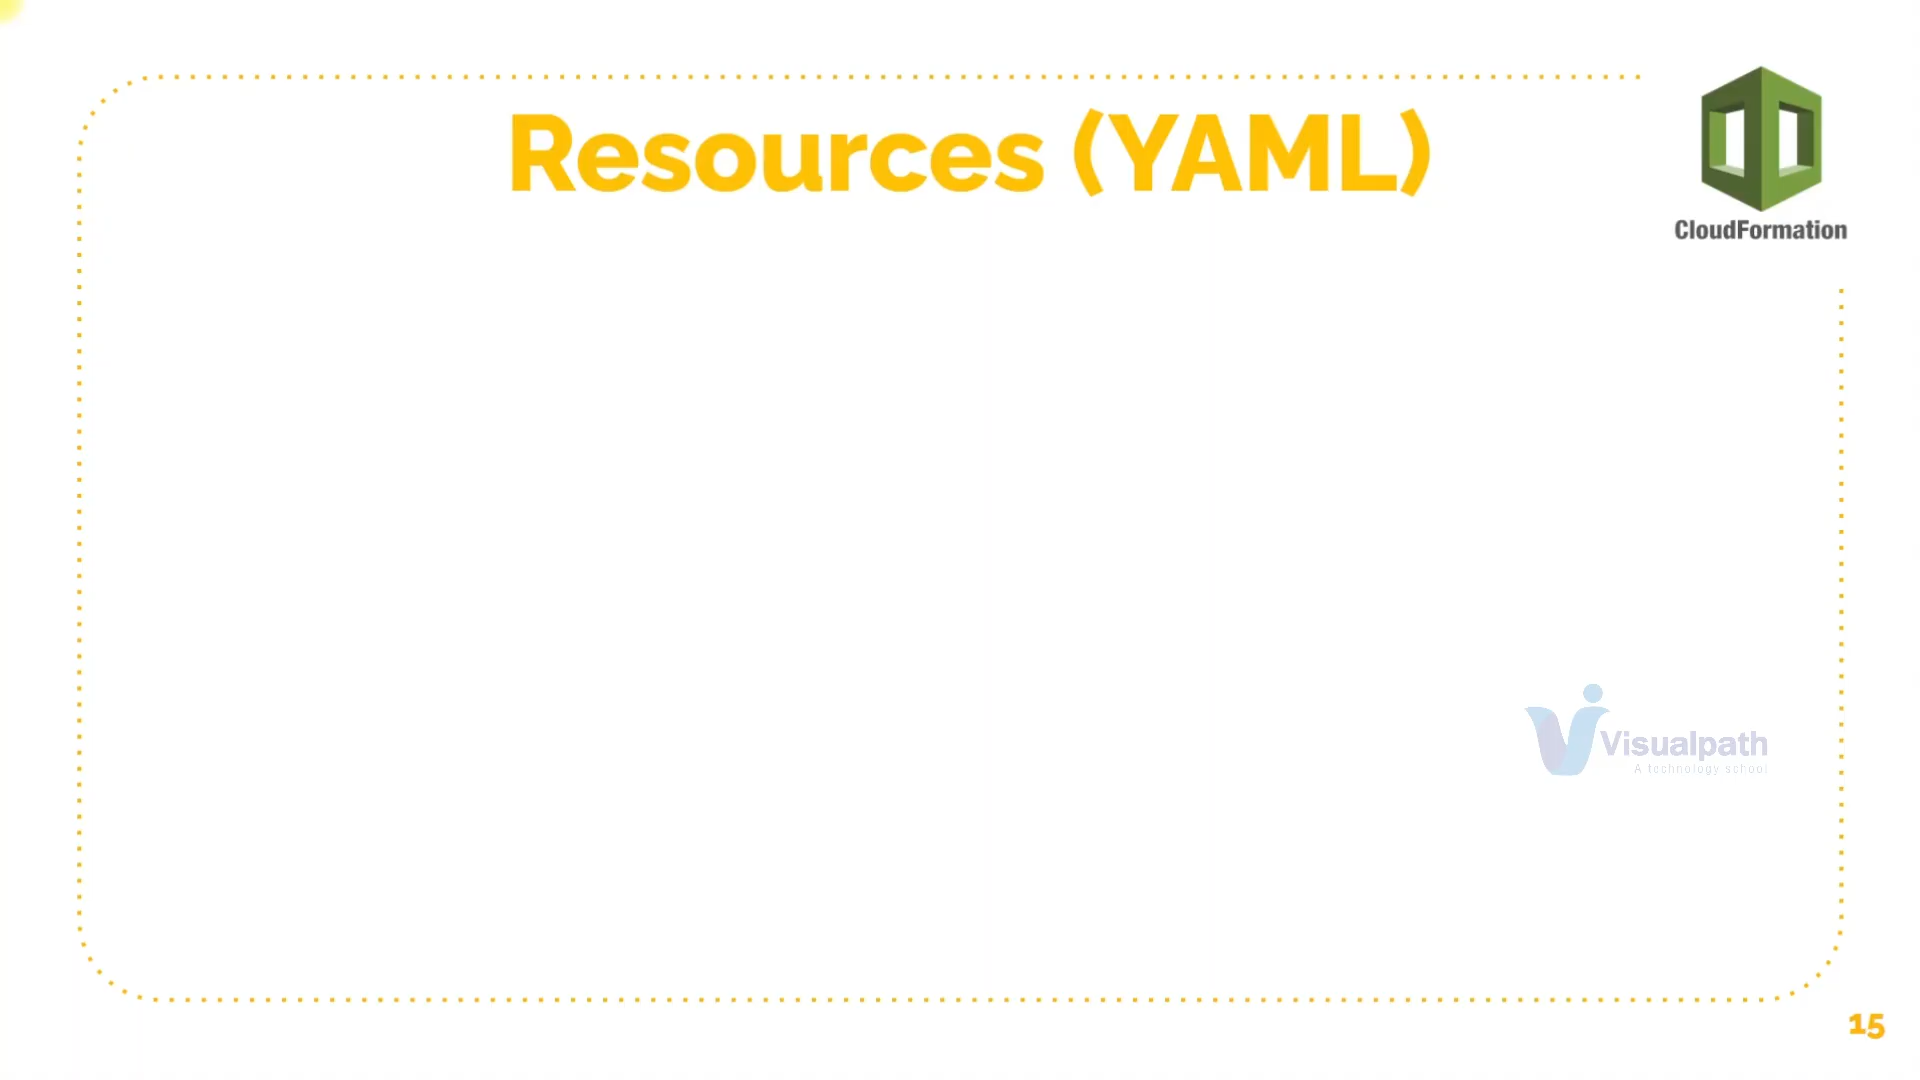 Resources (YAML)
CloudFormation
Visualpath
A technology school
15